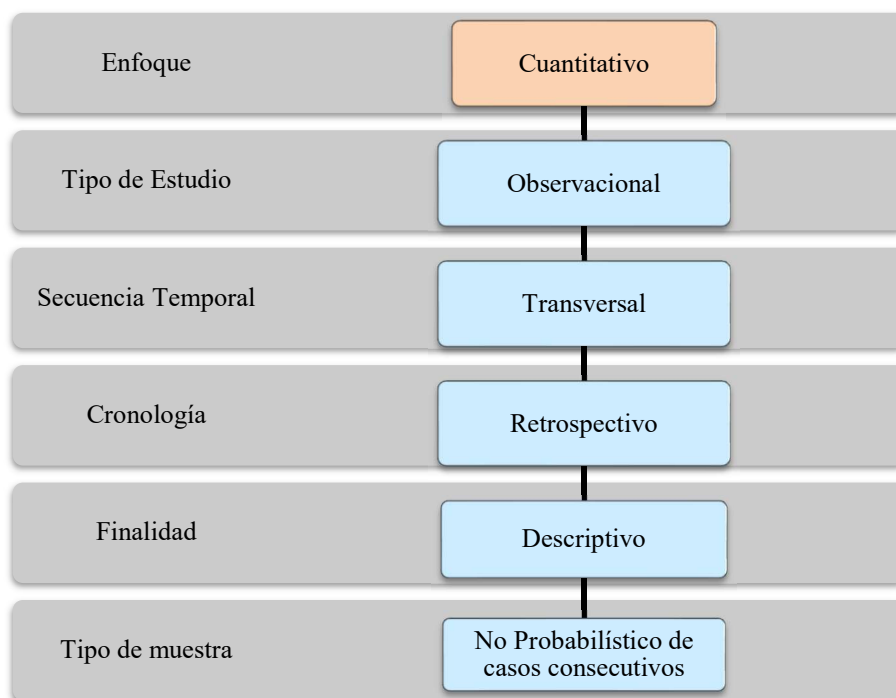 Enfoque
Cuantitativo
Tipo de Estudio
Observacional
Secuencia Temporal
Transversal
Cronología
Retrospectivo
Finalidad
Descriptivo
Tipo de muestra
No Probabilístico de
casos consecutivos